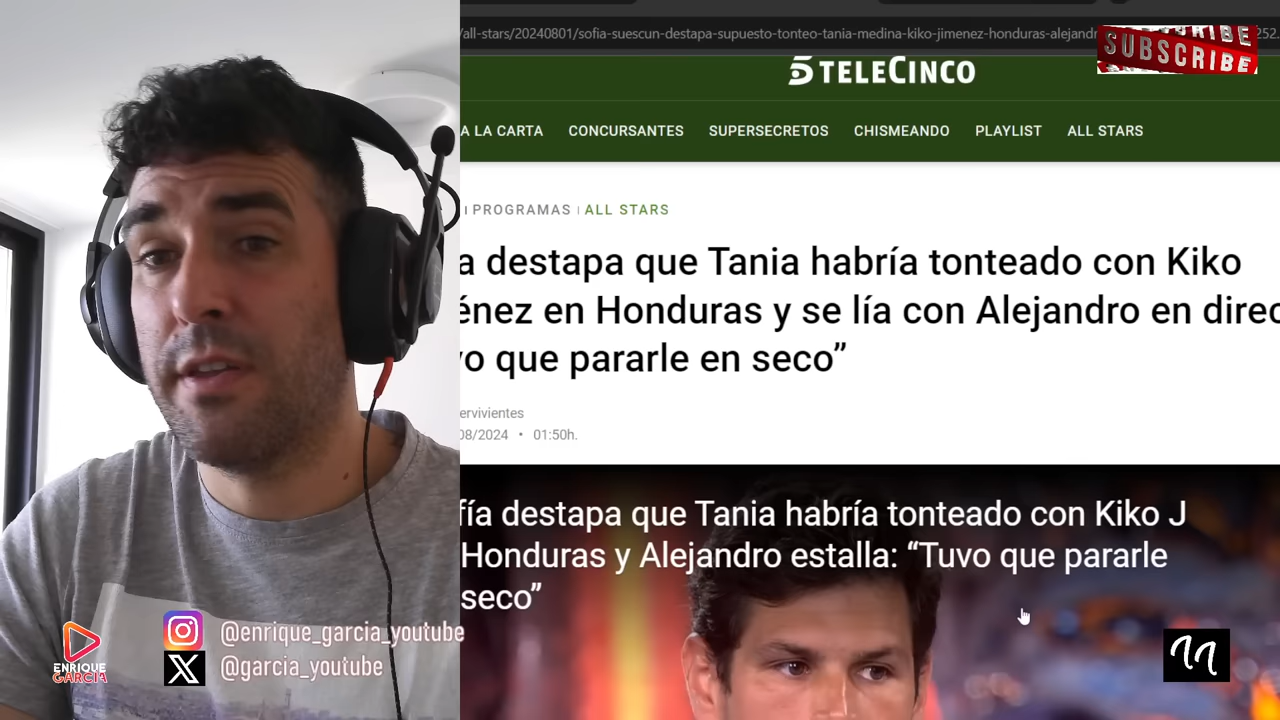 /all-stars/20240801/sofia-suescun-destapa-supuesto-tonteo-tania-medina-kiko-jimenez-honduras-alejandr
252.
SUBSCRIBE
5 TELECINCO
A LA CARTA CONCURSANTES SUPERSECRETOS CHISMEANDO PLAYLIST ALL STARS
PROGRAMAS ALL STARS
a destapa que Tania habría tonteado con Kiko
énez en Honduras y se lía con Alejandro en direc
vo que pararle en seco”
ervivientes
08/2024 • 01:50h.
fía destapa que Tania habría tonteado con Kiko J
Honduras y Alejandro estalla: “Tuvo que pararle
seco”
@enrique_garcia_youtube
@garcia_youtube
ENRIQUE
GARCIA